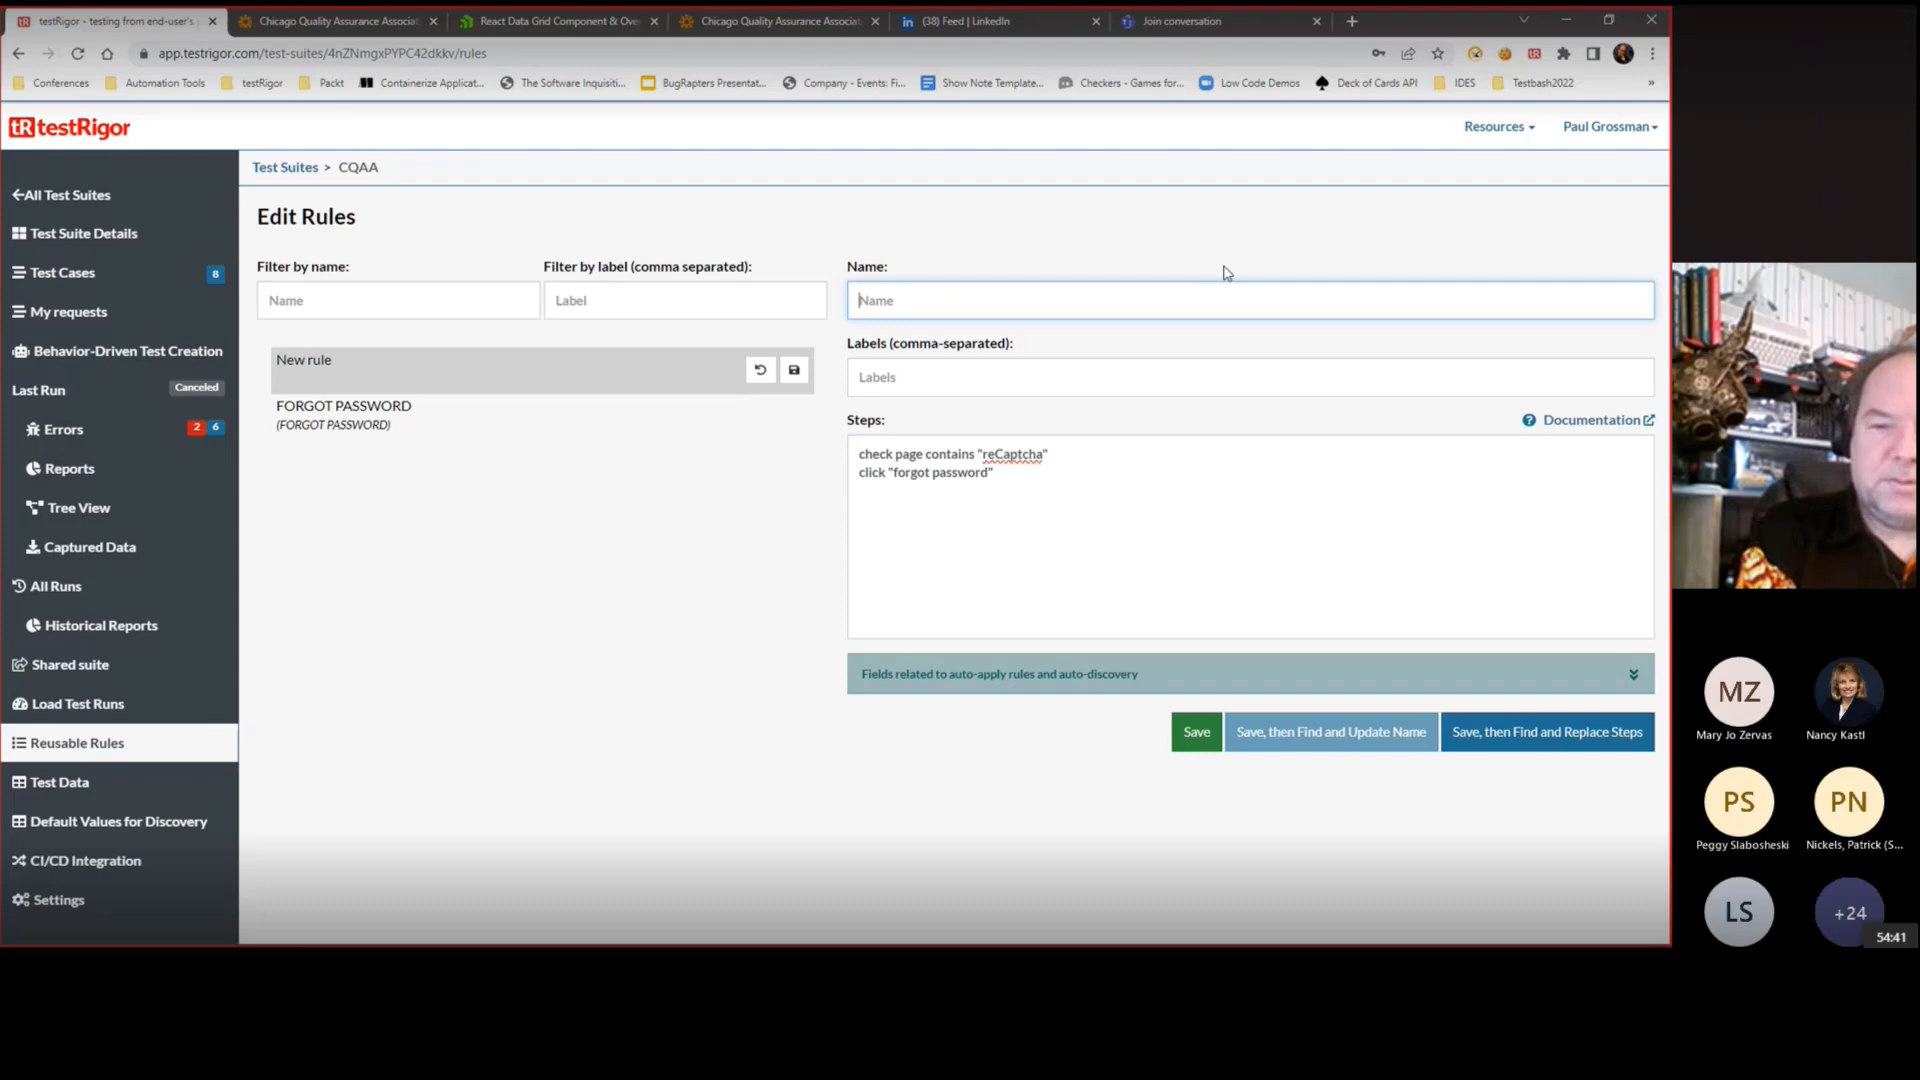 testRigor - testing from end-user's
Chicago Quality Assurance Associat
React Data Grid Component & Ove
Chicago Quality Assurance Associat
(38) Feed | LinkedIn
Join conversation
app.testrigor.com/test-suites/4nZNmgxPYPC42dkkv/rules
Conferences
Automation Tools
testRigor
Packt
Containerize Applicat...
The Software Inquisiti...
BugRapters Presentat...
Company - Events: Fi...
Show Note Template...
Checkers - Games for...
Low Code Demos
Deck of Cards API
IDES
Testbash2022
»
tR testRigor
Resources
Paul Grossman
All Test Suites
Test Suite Details
Test Cases 8
My requests
Behavior-Driven Test Creation
Last Run Canceled
Errors 2 6
Reports
Tree View
Captured Data
All Runs
Historical Reports
Shared suite
Load Test Runs
Reusable Rules
Test Data
Default Values for Discovery
CI/CD Integration
Settings
Test Suites > CQAA
Edit Rules
Filter by name:
Name
Filter by label (comma separated):
Label
New rule
FORGOT PASSWORD
(FORGOT PASSWORD)
Name:
Name
Labels (comma-separated):
Labels
Steps:
Documentation
check page contains "reCaptcha"
click "forgot password"
Fields related to auto-apply rules and auto-discovery
Save
Save, then Find and Update Name
Save, then Find and Replace Steps
MZ
Mary Jo Zervas
Nancy Kastl
PS
Peggy Slabosheski
PN
Nickels, Patrick (S...
LS
+24
54:41